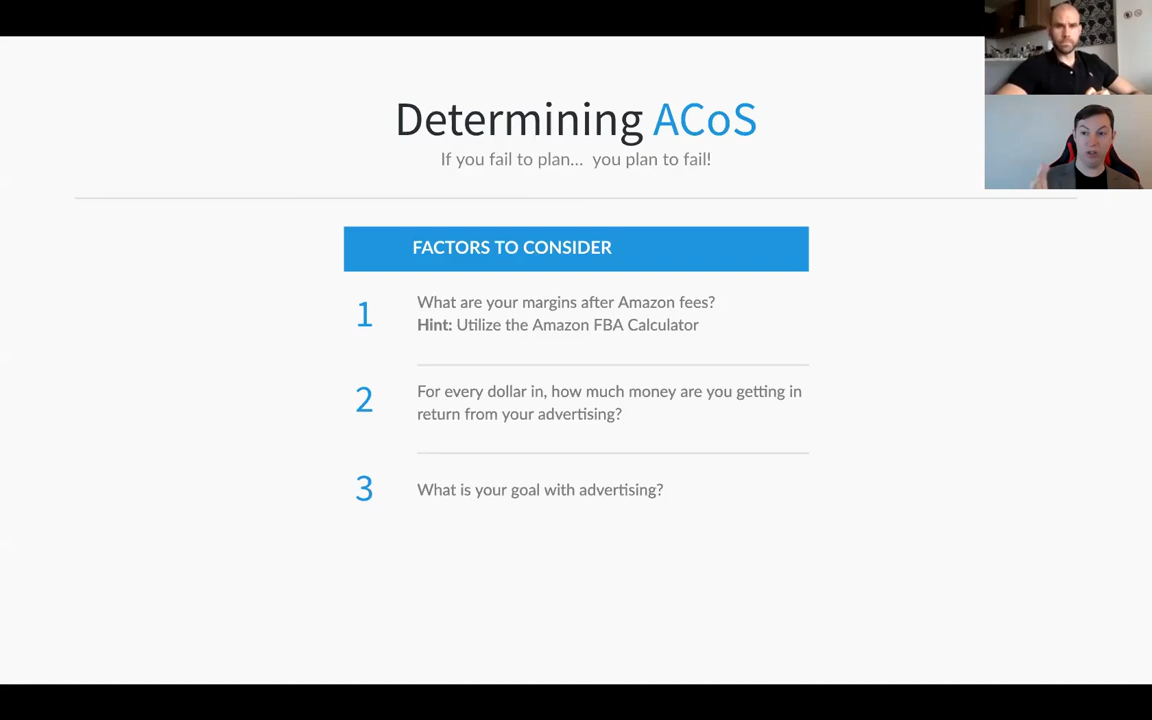 Determining ACoS
If you fail to plan... you plan to fail!
FACTORS TO CONSIDER
1
What are your margins after Amazon fees?
Hint: Utilize the Amazon FBA Calculator
2
For every dollar in, how much money are you getting in
return from your advertising?
3
What is your goal with advertising?